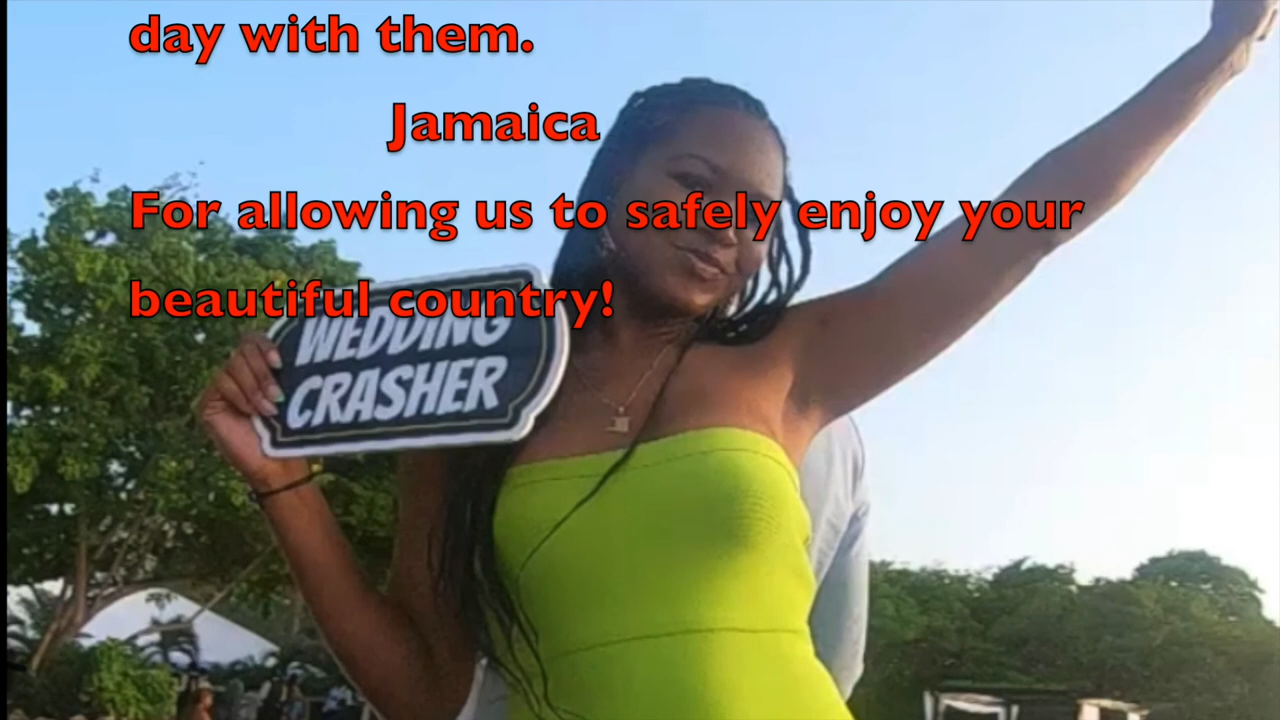 day with them.
Jamaica
For allowing us to safely enjoy your
beautiful country!
WEDDING
CRASHER